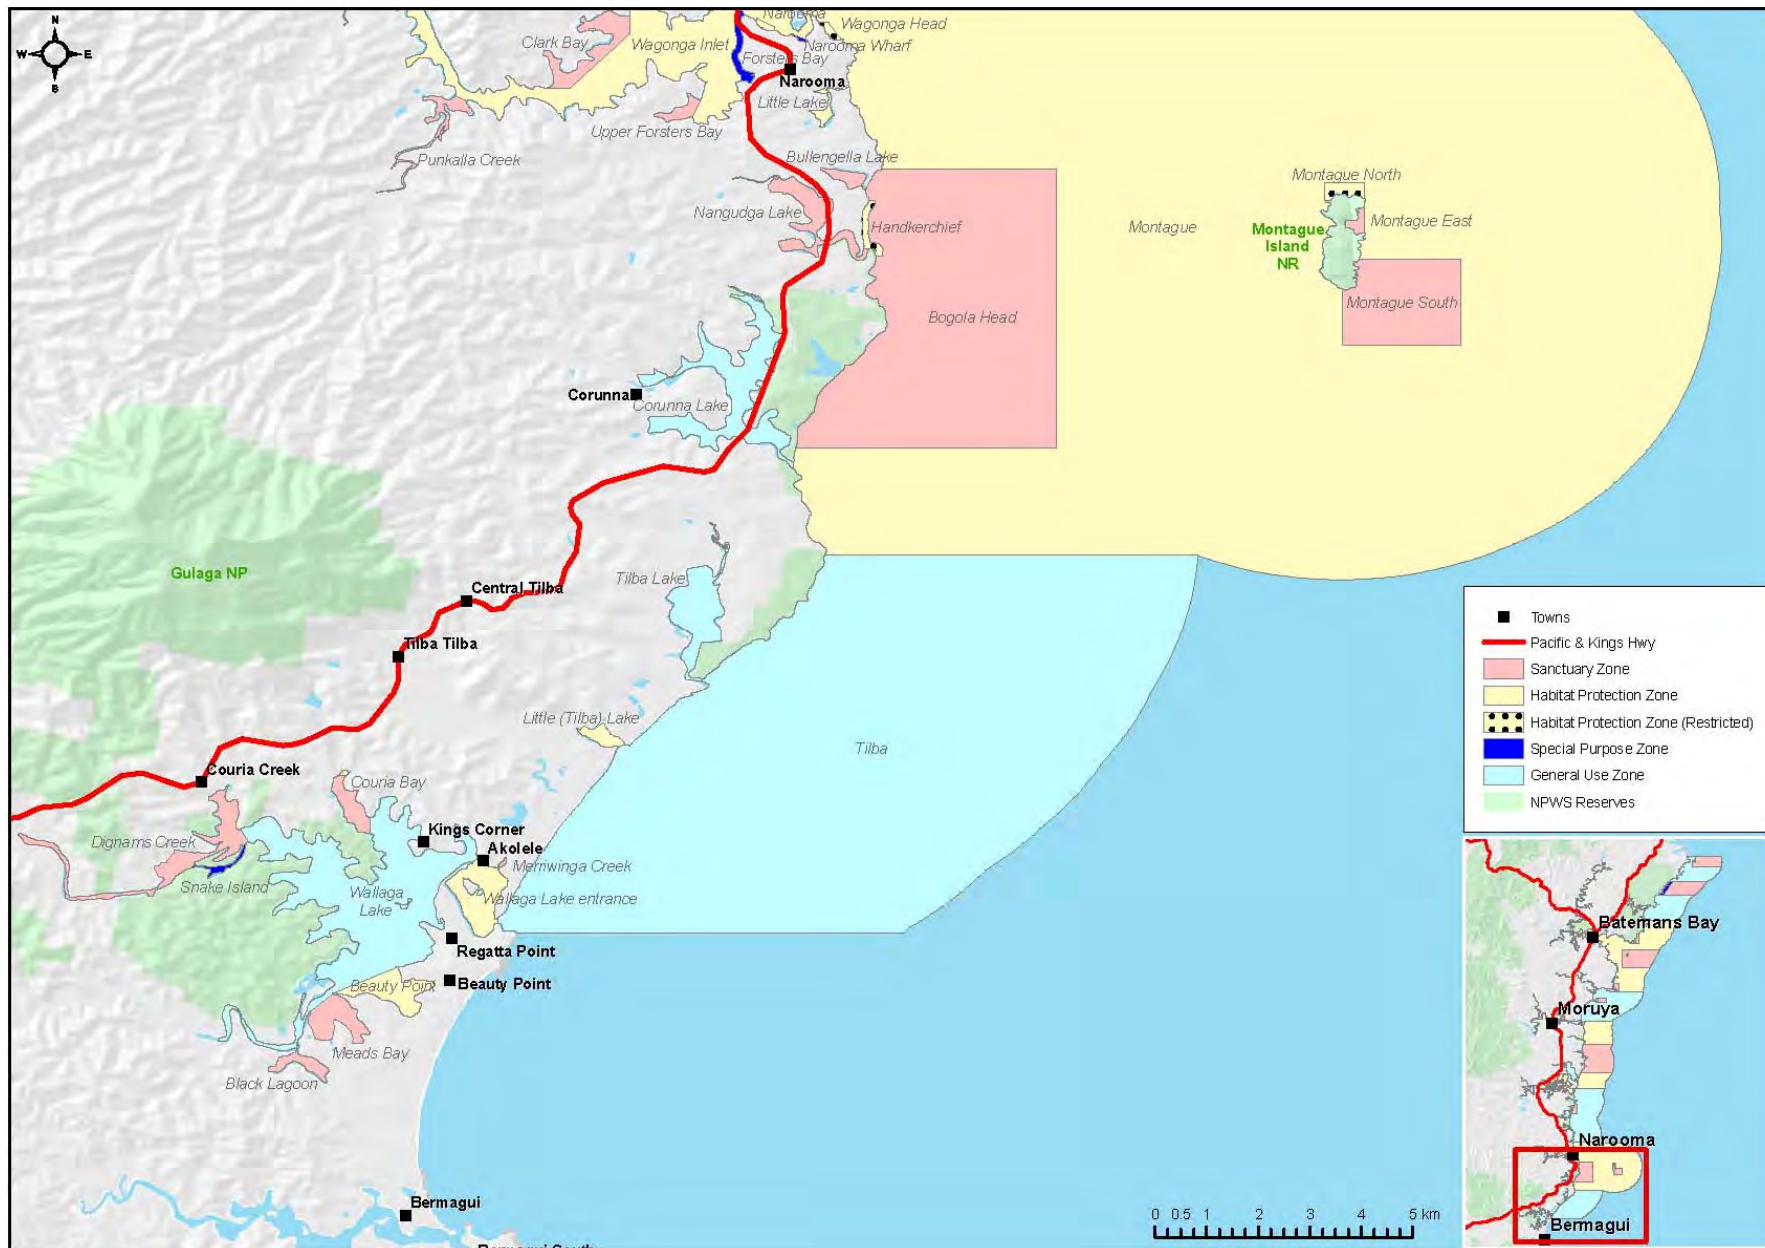 N
W
E
S
Clark Bay
Wagonga Inlet
Narooma
Wagonga Head
Narooma Wharf
Forsters Bay
Narooma
Little Lake
Upper Forsters Bay
Punkalla Creek
Bullengella Lake
Nangudga Lake
Handkerchief
Montague
Montague North
Montague East
Montague
Island
NR
Montague South
Bogola Head
Corunna
Corunna Lake
Gulaga NP
Central Tilba
Tilba Lake
Tilba Tilba
Little (Tilba) Lake
Tilba
Couria Creek
Couria Bay
Kings Corner
Akolele
Dignams Creek
Merriwinga Creek
Snake Island
Wallaga
Lake
Wallaga Lake entrance
Regatta Point
Beauty Point
Beauty Point
Meads Bay
Black Lagoon
Bermagui
Bermagui South
0 0.5 1 2 3 4 5 km
Towns
Pacific & Kings Hwy
Sanctuary Zone
Habitat Protection Zone
Habitat Protection Zone (Restricted)
Special Purpose Zone
General Use Zone
NPWS Reserves
Batemans Bay
Moruya
Narooma
Bermagui